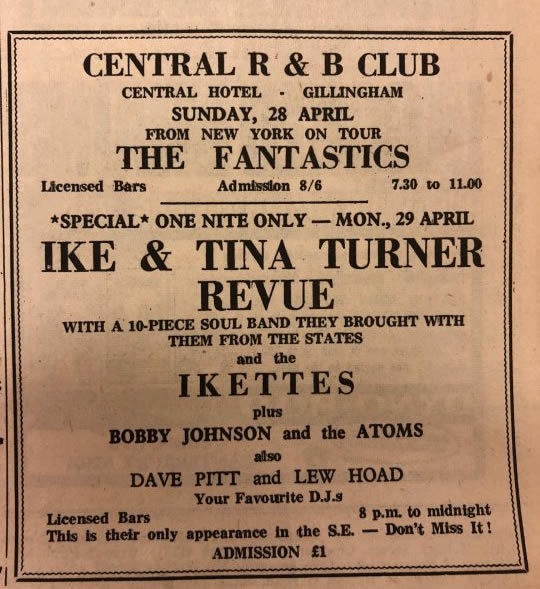 CENTRAL R & B CLUB
CENTRAL HOTEL - GILLINGHAM
SUNDAY, 28 APRIL
FROM NEW YORK ON TOUR
THE FANTASTICS
Licensed Bars Admission 8/6 7.30 to 11.00
*SPECIAL* ONE NITE ONLY — MON., 29 APRIL
IKE & TINA TURNER
REVUE
WITH A 10-PIECE SOUL BAND THEY BROUGHT WITH
THEM FROM THE STATES
and the
IKETTES
plus
BOBBY JOHNSON and the ATOMS
also
DAVE PITT and LEW HOAD
Your Favourite D.J.s
Licensed Bars 8 p.m. to midnight
This is their only appearance in the S.E. — Don't Miss It!
ADMISSION £1